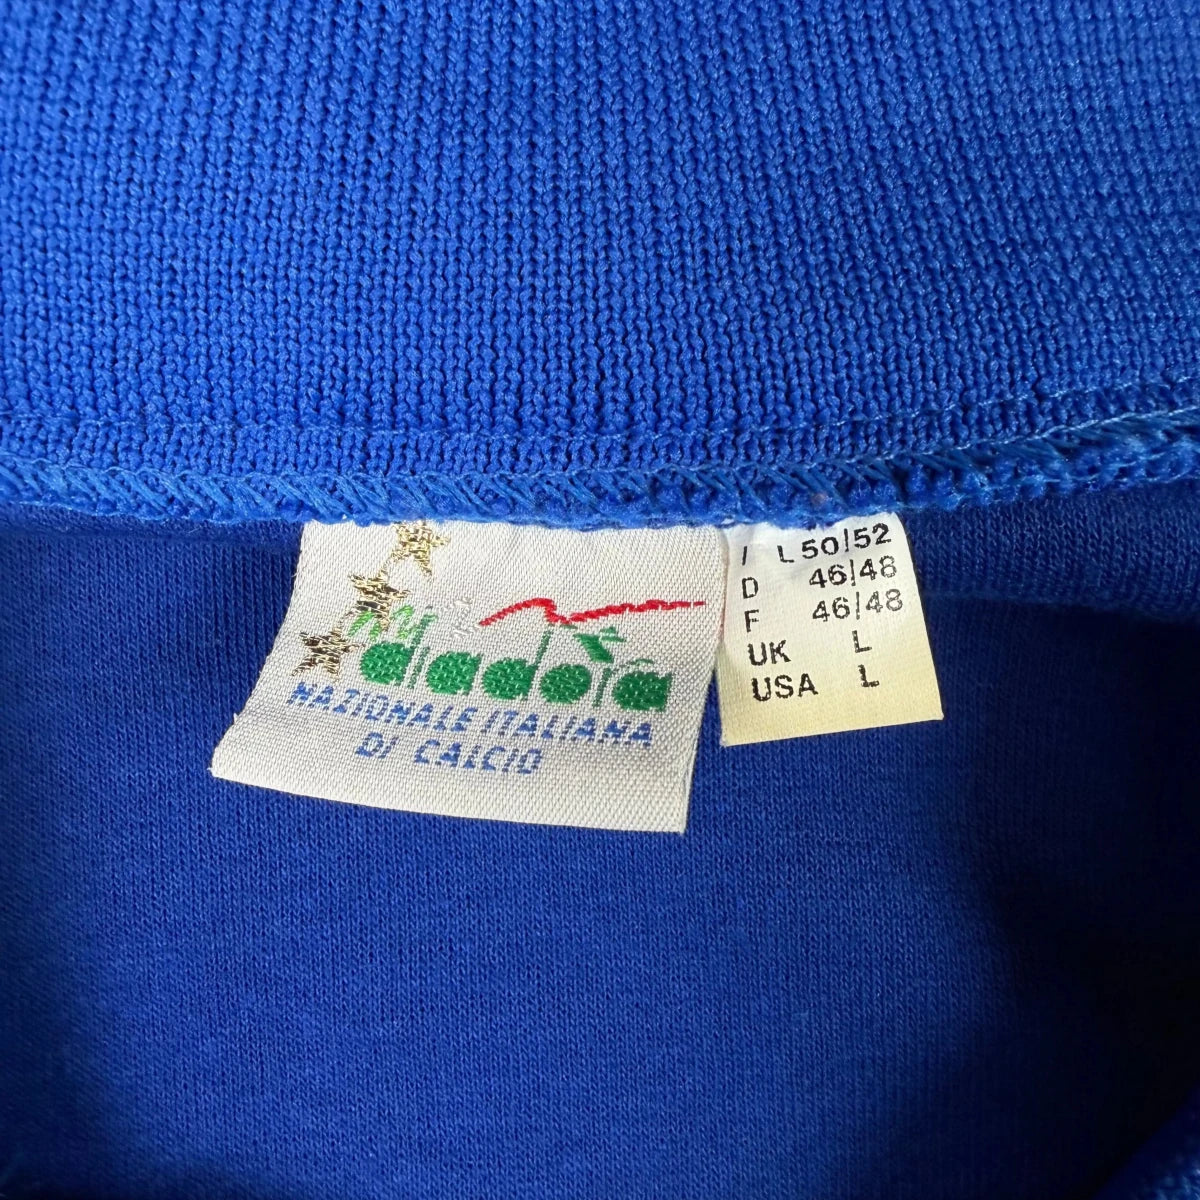 diadora
NAZIONALE ITALIANA
DI CALCIO
I L 50/52
D 46/48
F 46/48
UK L
USA L